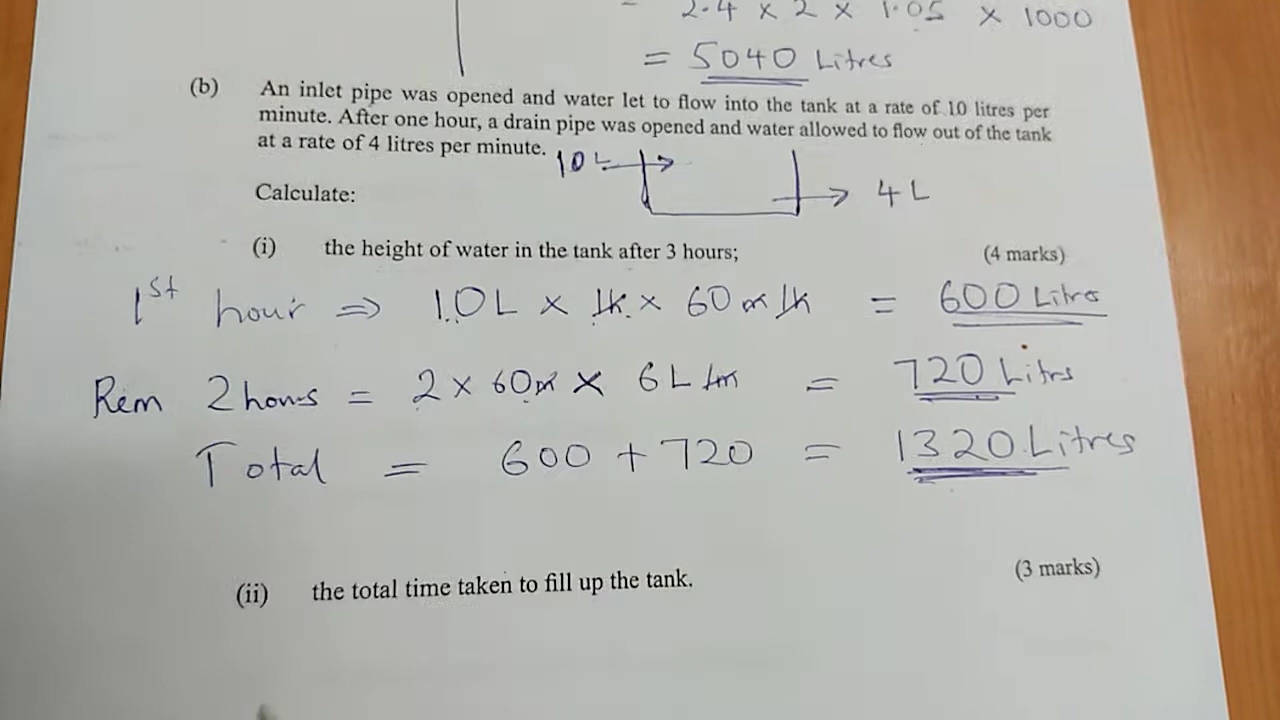 = 2.4 x 2 x 1.05 x 1000
= 5040 Litres
(b) An inlet pipe was opened and water let to flow into the tank at a rate of 10 litres per
minute. After one hour, a drain pipe was opened and water allowed to flow out of the tank
at a rate of 4 litres per minute.
10 L 4 L
Calculate:
(i) the height of water in the tank after 3 hours; (4 marks)
1st hour ⇒ 10L x 1h x 60m/h = 600 Litres
Rem 2 hours = 2 x 60m x 6L/m = 720 Litrs
Total = 600 + 720 = 1320 Litres
(ii) the total time taken to fill up the tank. (3 marks)